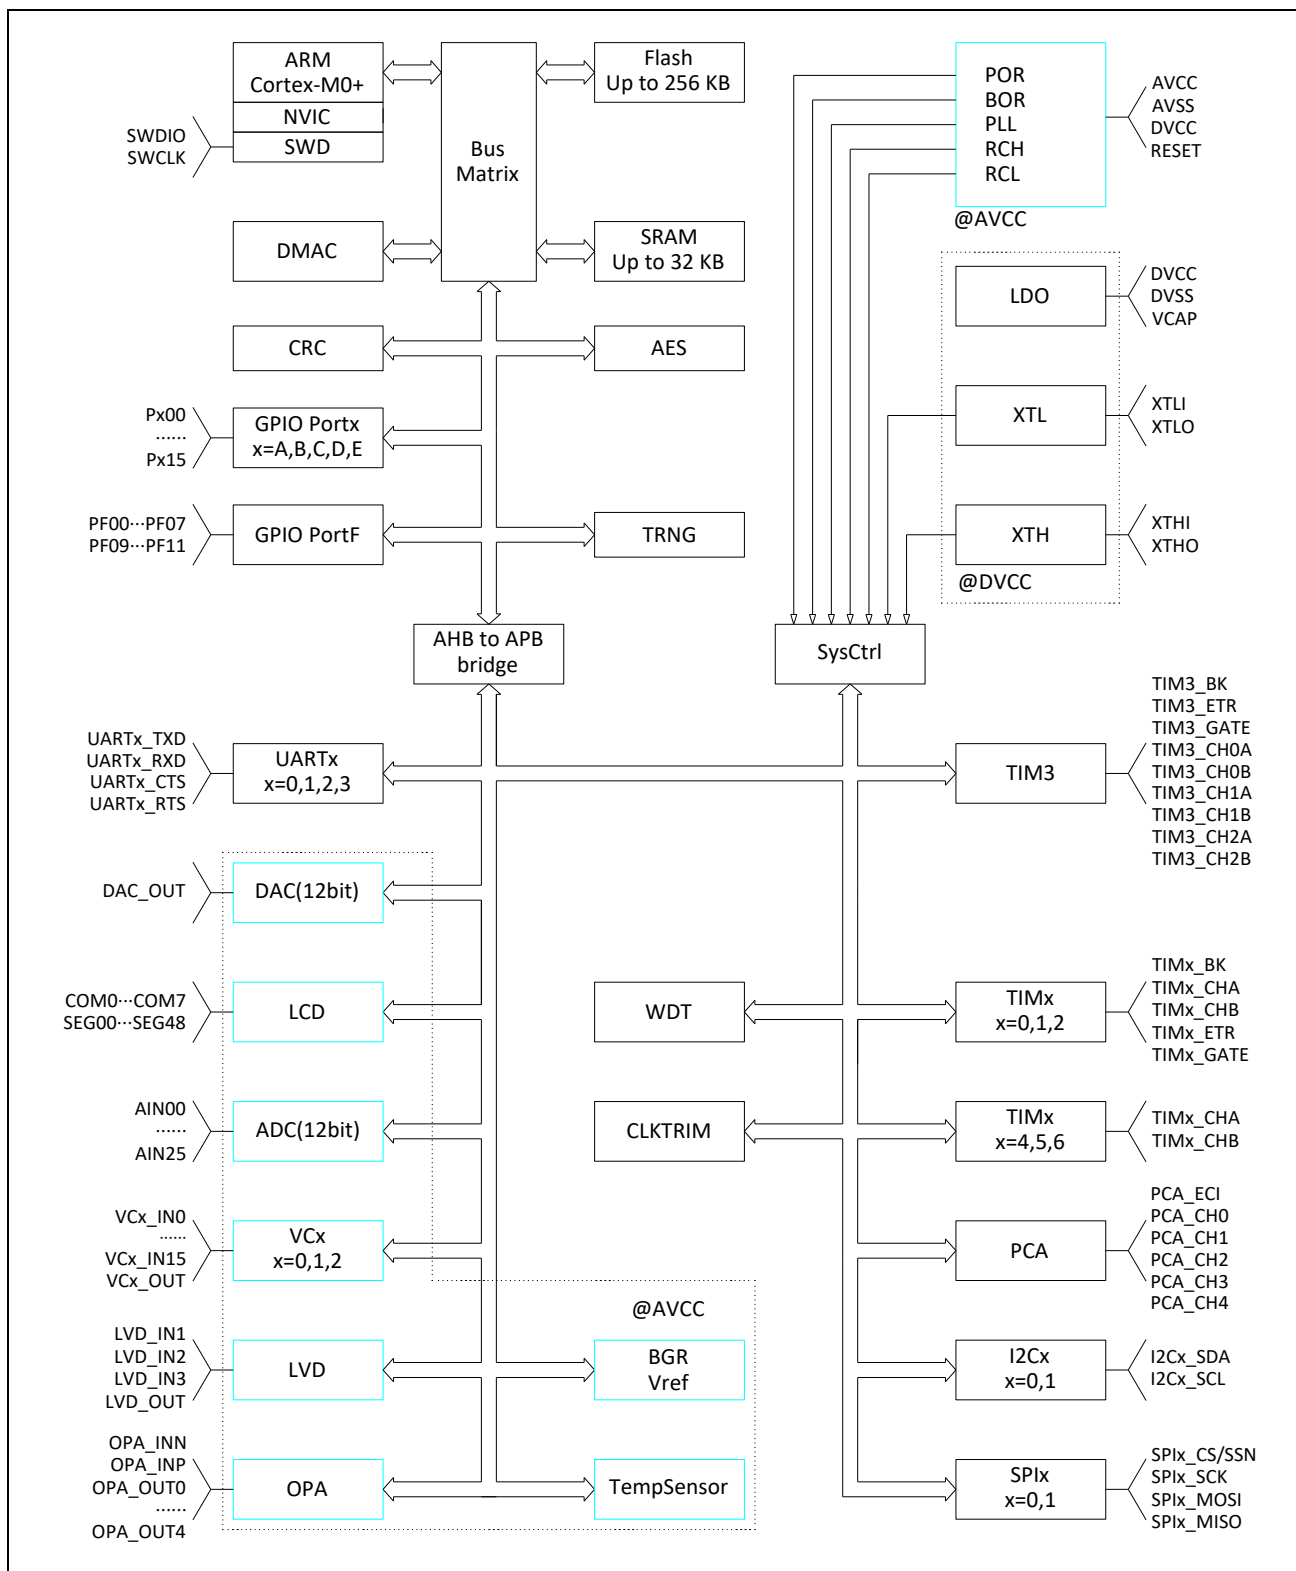 ARM
Cortex-M0+
NVIC
SWD
SWDIO
SWCLK
Bus
Matrix
Flash
Up to 256 KB
DMAC
SRAM
Up to 32 KB
CRC
AES
Px00
......
Px15
GPIO Portx
x=A,B,C,D,E
PF00···PF07
PF09···PF11
GPIO PortF
TRNG
AHB to APB
bridge
POR
BOR
PLL
RCH
RCL
@AVCC
AVCC
AVSS
DVCC
RESET
LDO
DVCC
DVSS
VCAP
XTL
XTLI
XTLO
XTH
XTHI
XTHO
@DVCC
SysCtrl
UARTx_TXD
UARTx_RXD
UARTx_CTS
UARTx_RTS
UARTx
x=0,1,2,3
TIM3
TIM3_BK
TIM3_ETR
TIM3_GATE
TIM3_CH0A
TIM3_CH0B
TIM3_CH1A
TIM3_CH1B
TIM3_CH2A
TIM3_CH2B
DAC_OUT
DAC(12bit)
COM0···COM7
SEG00···SEG48
LCD
WDT
TIMx
x=0,1,2
TIMx_BK
TIMx_CHA
TIMx_CHB
TIMx_ETR
TIMx_GATE
AIN00
......
AIN25
ADC(12bit)
CLKTRIM
TIMx
x=4,5,6
TIMx_CHA
TIMx_CHB
VCx_IN0
......
VCx_IN15
VCx_OUT
VCx
x=0,1,2
PCA
PCA_ECI
PCA_CH0
PCA_CH1
PCA_CH2
PCA_CH3
PCA_CH4
@AVCC
LVD_IN1
LVD_IN2
LVD_IN3
LVD_OUT
LVD
BGR
Vref
I2Cx
x=0,1
I2Cx_SDA
I2Cx_SCL
OPA_INN
OPA_INP
OPA_OUT0
......
OPA_OUT4
OPA
TempSensor
SPIx
x=0,1
SPIx_CS/SSN
SPIx_SCK
SPIx_MOSI
SPIx_MISO